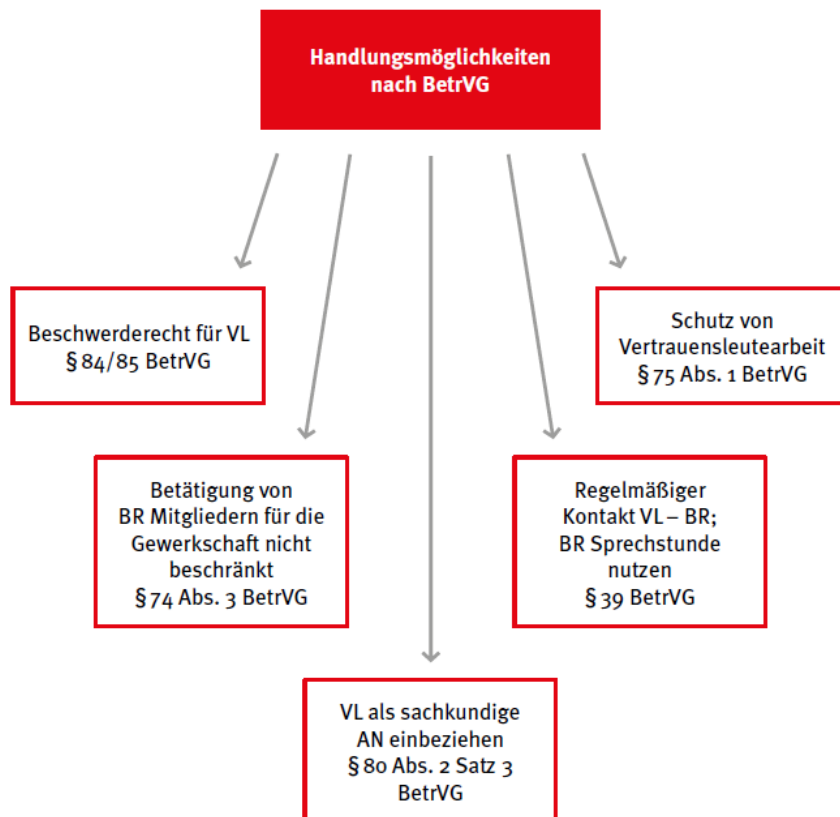 Handlungsmöglichkeiten
nach BetrVG
Beschwerderecht für VL
§ 84/85 BetrVG
Schutz von
Vertrauensleutearbeit
§ 75 Abs. 1 BetrVG
Betätigung von
BR Mitgliedern für die
Gewerkschaft nicht
beschränkt
§ 74 Abs. 3 BetrVG
Regelmäßiger
Kontakt VL – BR;
BR Sprechstunde
nutzen
§ 39 BetrVG
VL als sachkundige
AN einbeziehen
§ 80 Abs. 2 Satz 3
BetrVG